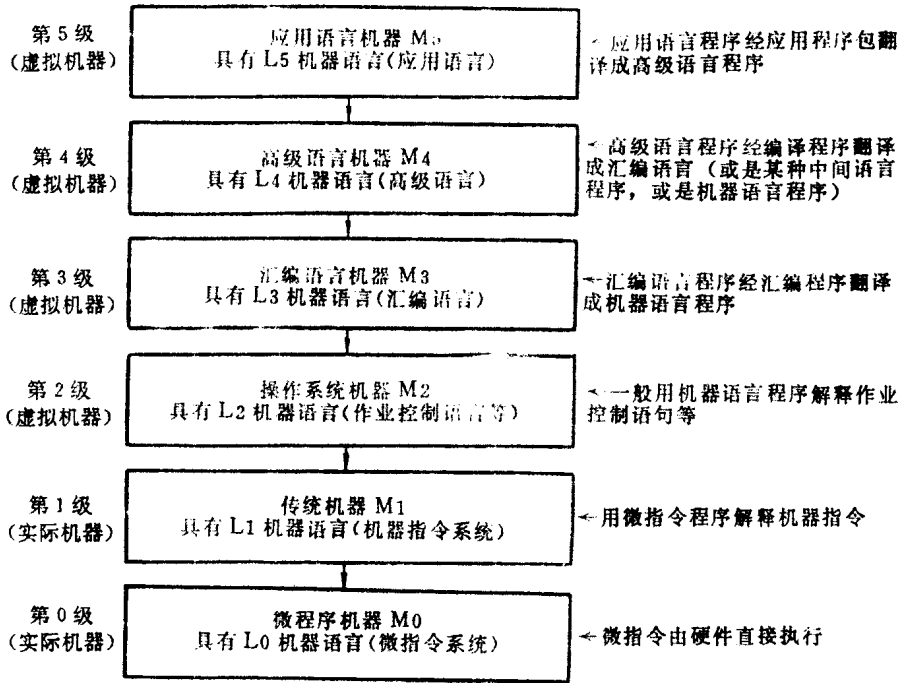 第5级
(虚拟机器)
应用语言机器 M5
具有 L5 机器语言(应用语言)
←应用语言程序经应用程序包翻
译成高级语言程序
第4级
(虚拟机器)
高级语言机器 M4
具有 L4 机器语言(高级语言)
←高级语言程序经编译程序翻译
成汇编语言（或是某种中间语言
程序，或是机器语言程序）
第3级
(虚拟机器)
汇编语言机器 M3
具有 L3 机器语言(汇编语言)
←汇编语言程序经汇编程序翻译
成机器语言程序
第2级
(虚拟机器)
操作系统机器 M2
具有 L2 机器语言(作业控制语言等)
←一般用机器语言程序解释作业
控制语句等
第1级
(实际机器)
传统机器 M1
具有 L1 机器语言(机器指令系统)
←用微指令程序解释机器指令
第0级
(实际机器)
微程序机器 M0
具有 L0 机器语言(微指令系统)
←微指令由硬件直接执行